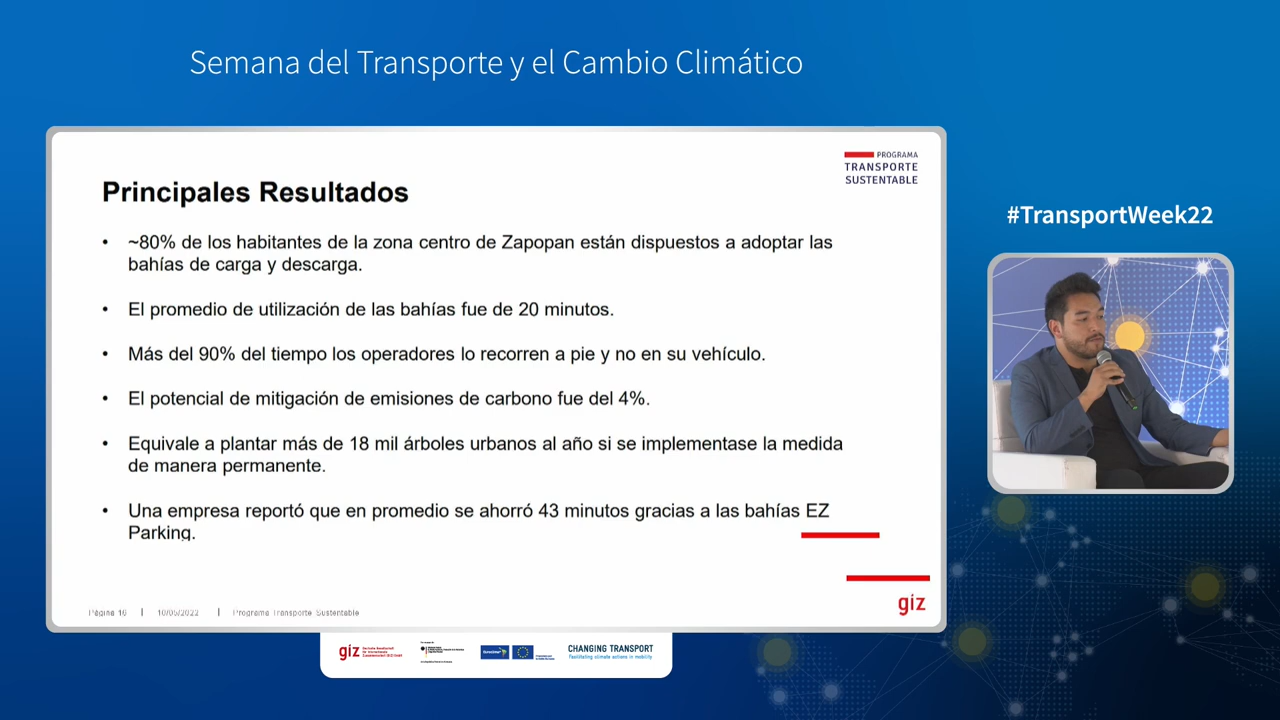 Semana del Transporte y el Cambio Climático
PROGRAMA
TRANSPORTE
SUSTENTABLE
Principales Resultados
• ~80% de los habitantes de la zona centro de Zapopan están dispuestos a adoptar las
bahías de carga y descarga.
• El promedio de utilización de las bahías fue de 20 minutos.
• Más del 90% del tiempo los operadores lo recorren a pie y no en su vehículo.
• El potencial de mitigación de emisiones de carbono fue del 4%.
• Equivale a plantar más de 18 mil árboles urbanos al año si se implementase la medida
de manera permanente.
• Una empresa reportó que en promedio se ahorró 43 minutos gracias a las bahías EZ
Parking.
Página 16 | 10/05/2022 | Programa Transporte Sustentable
giz
#TransportWeek22
giz
CHANGING TRANSPORT
Facilitating climate actions in mobility